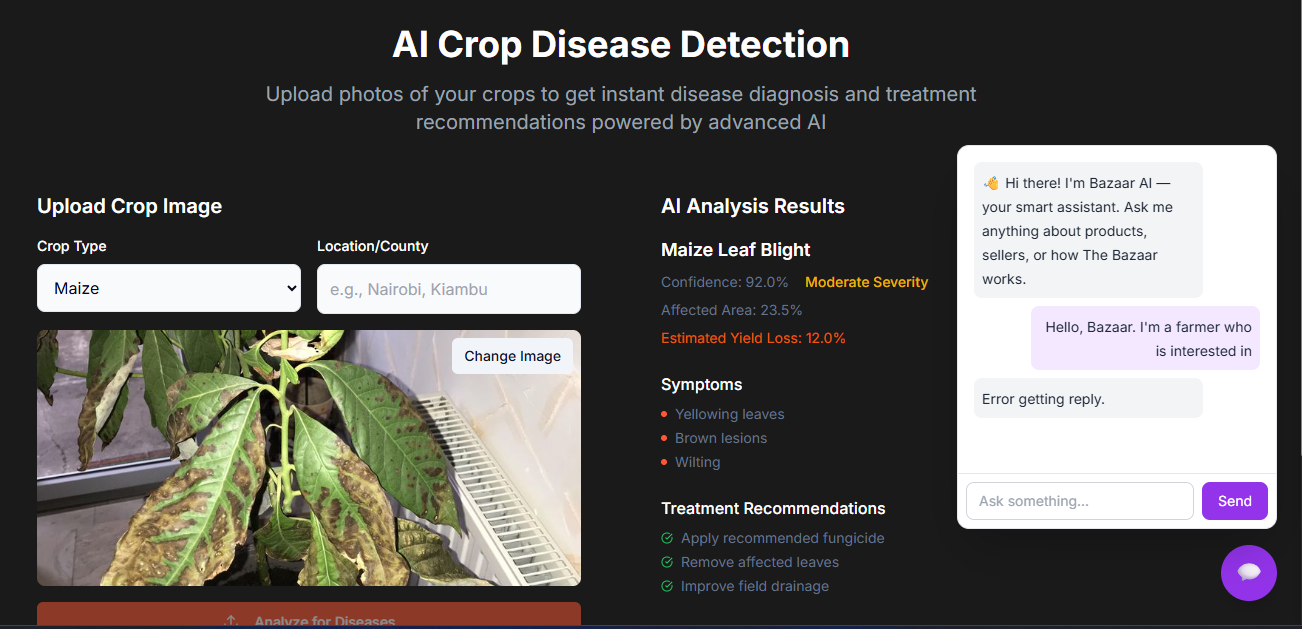 AI Crop Disease Detection
Upload photos of your crops to get instant disease diagnosis and treatment
recommendations powered by advanced AI
Upload Crop Image
Crop Type
Location/County
Maize
e.g., Nairobi, Kiambu
Change Image
Analyze for Diseases
AI Analysis Results
Maize Leaf Blight
Confidence: 92.0% Moderate Severity
Affected Area: 23.5%
Estimated Yield Loss: 12.0%
Symptoms
Yellowing leaves
Brown lesions
Wilting
Treatment Recommendations
Apply recommended fungicide
Remove affected leaves
Improve field drainage
👋 Hi there! I'm Bazaar AI —
your smart assistant. Ask me
anything about products,
sellers, or how The Bazaar
works.
Hello, Bazaar. I'm a farmer who
is interested in
Error getting reply.
Ask something...
Send